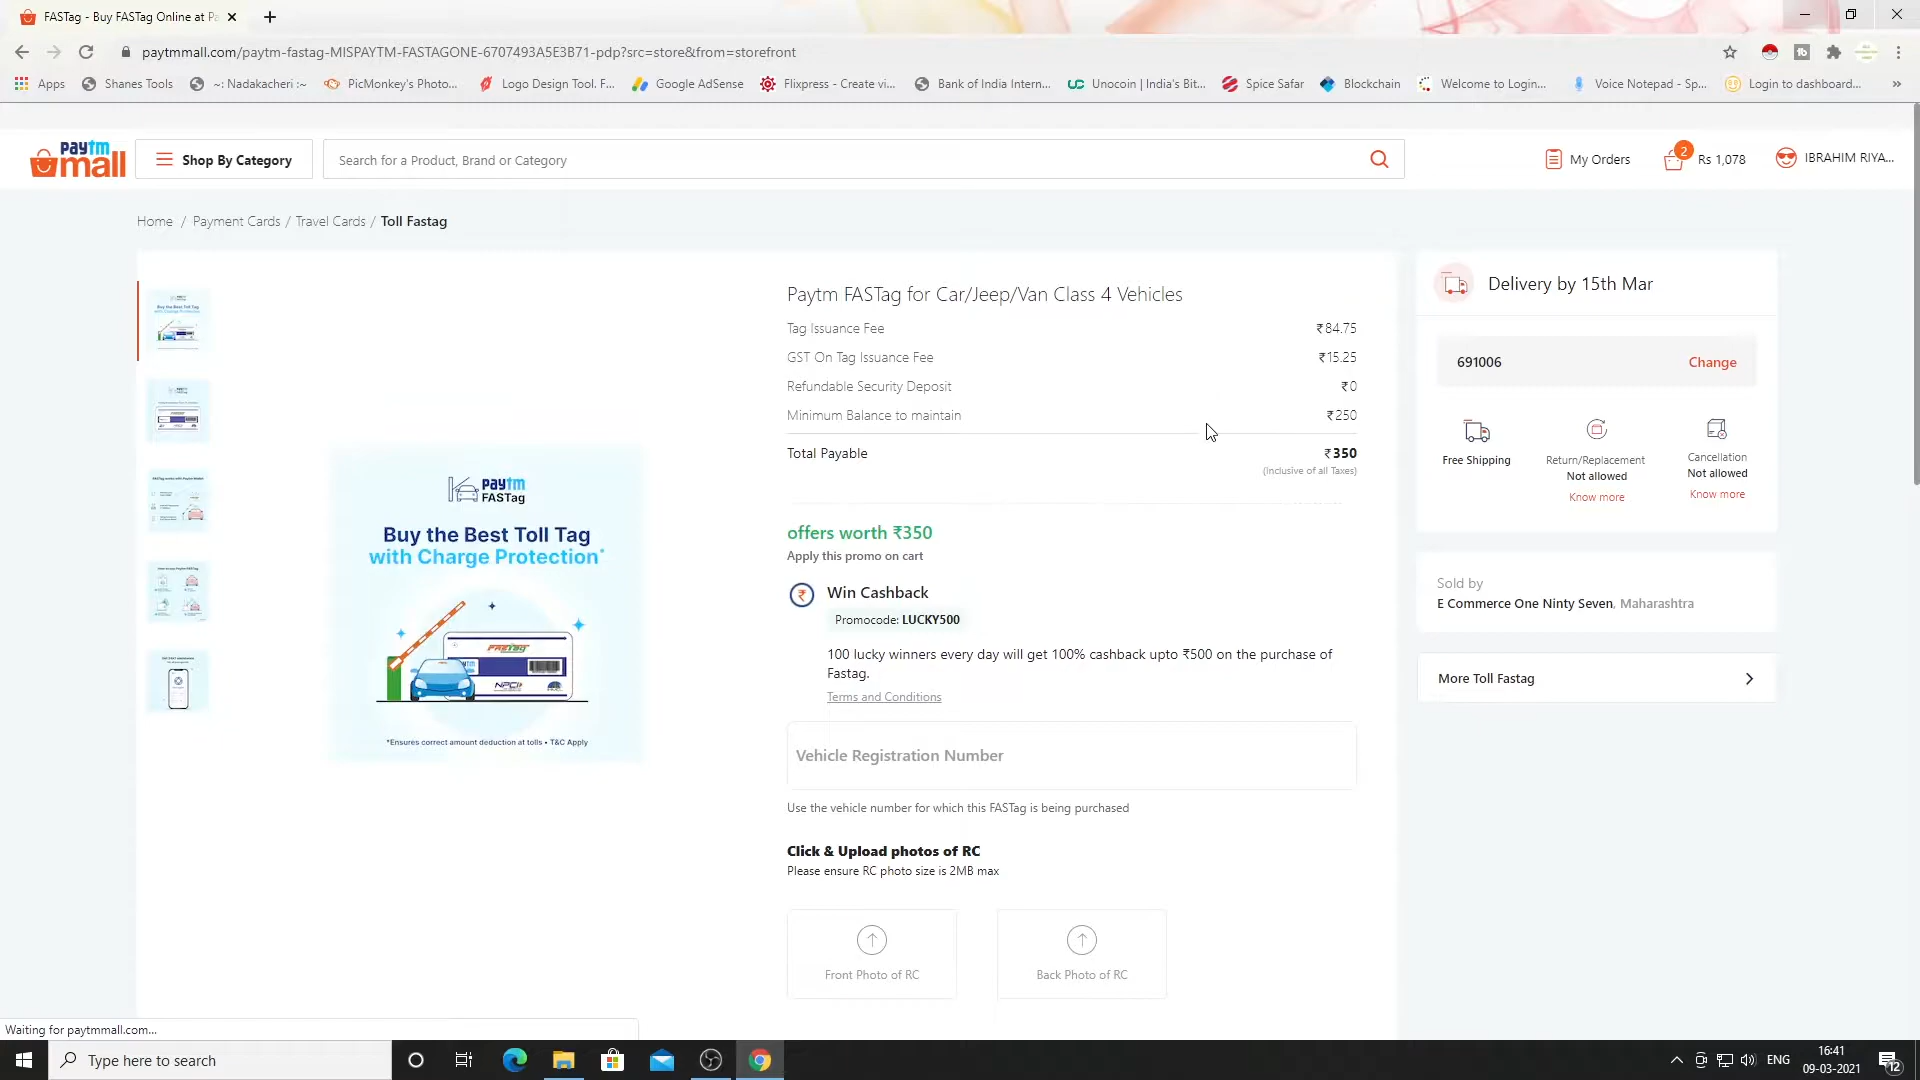 FASTag - Buy FASTag Online at Pa
paytmmall.com/paytm-fastag-MISPAYTM-FASTAGONE-6707493A5E3B71-pdp?src=store&from=storefront
Apps
Shanes Tools
~: Nadakacheri :~
PicMonkey's Photo...
Logo Design Tool. F...
Google AdSense
Flixpress - Create vi...
Bank of India Intern...
Unocoin | India's Bit...
Spice Safar
Blockchain
Welcome to Login...
Voice Notepad - Sp...
Login to dashboard...
»
paytm
mall
Shop By Category
Search for a Product, Brand or Category
My Orders
2
Rs 1,078
IBRAHIM RIYA...
Home / Payment Cards / Travel Cards / Toll Fastag
Paytm FASTag for Car/Jeep/Van Class 4 Vehicles
Tag Issuance Fee ₹84.75
GST On Tag Issuance Fee ₹15.25
Refundable Security Deposit ₹0
Minimum Balance to maintain ₹250
Total Payable ₹350
(Inclusive of all Taxes)
offers worth ₹350
Apply this promo on cart
Win Cashback
Promocode: LUCKY500
100 lucky winners every day will get 100% cashback upto ₹500 on the purchase of
Fastag.
Terms and Conditions
Vehicle Registration Number
Use the vehicle number for which this FASTag is being purchased
Click & Upload photos of RC
Please ensure RC photo size is 2MB max
Front Photo of RC
Back Photo of RC
paytm
FASTag
Buy the Best Toll Tag
with Charge Protection*
FASTag
NPCI
*Ensures correct amount deduction at tolls • T&C Apply
Delivery by 15th Mar
691006 Change
Free Shipping
Return/Replacement
Not allowed
Know more
Cancellation
Not allowed
Know more
Sold by
E Commerce One Ninty Seven, Maharashtra
More Toll Fastag
Waiting for paytmmall.com...
Type here to search
ENG
16:41
09-03-2021
12